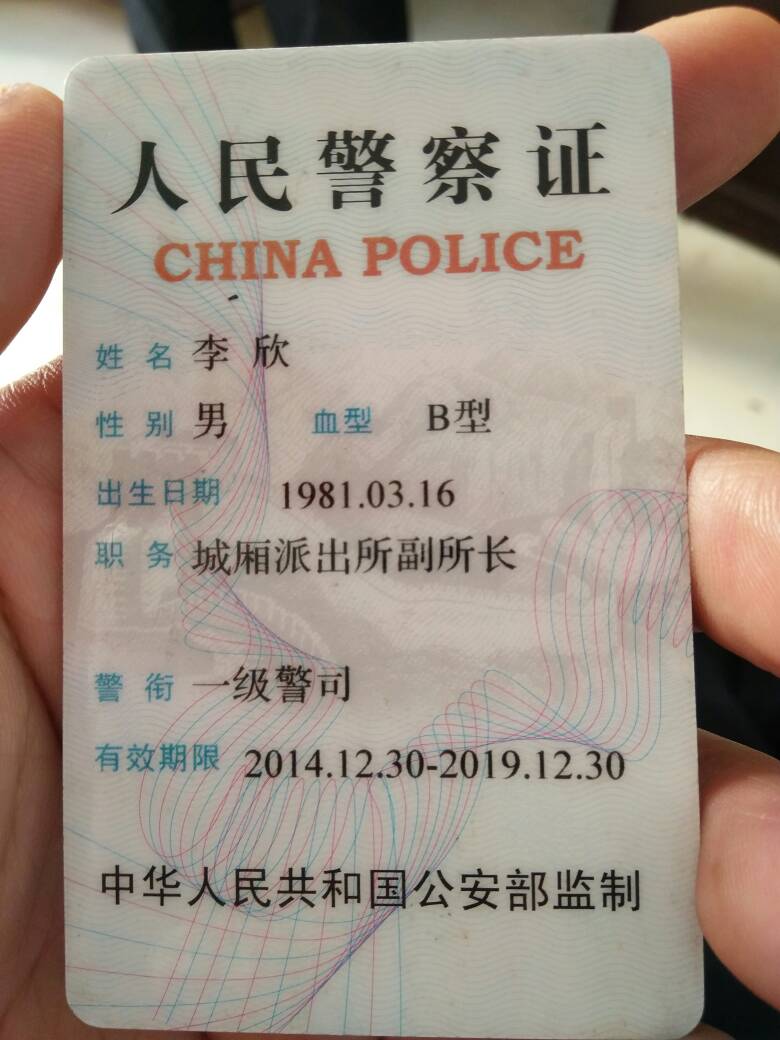 人民警察证
CHINA POLICE
姓 名 李 欣
性 别 男 血型 B型
出生日期 1981.03.16
职 务 城厢派出所副所长
警 衔 一级警司
有效期限 2014.12.30-2019.12.30
中华人民共和国公安部监制